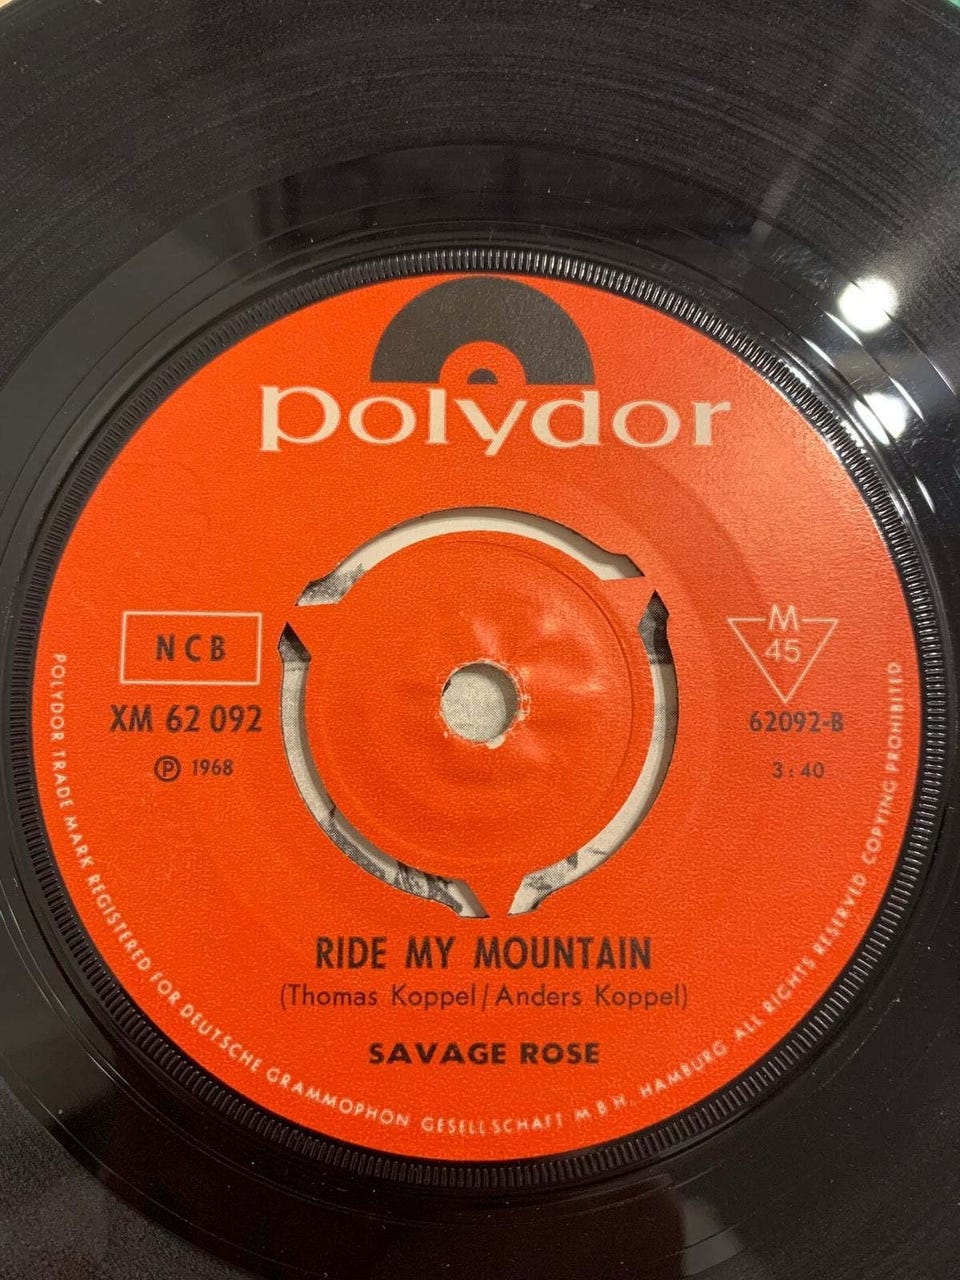 polydor
NCB
XM 62 092
Ⓟ 1968
M
45
62092-B
3:40
RIDE MY MOUNTAIN
(Thomas Koppel/Anders Koppel)
SAVAGE ROSE
POLYDOR TRADE MARK REGISTERED FOR DEUTSCHE GRAMMOPHON GESELLSCHAFT M B H. HAMBURG ALL RIGHTS RESERVED COPYING PROHIBITED